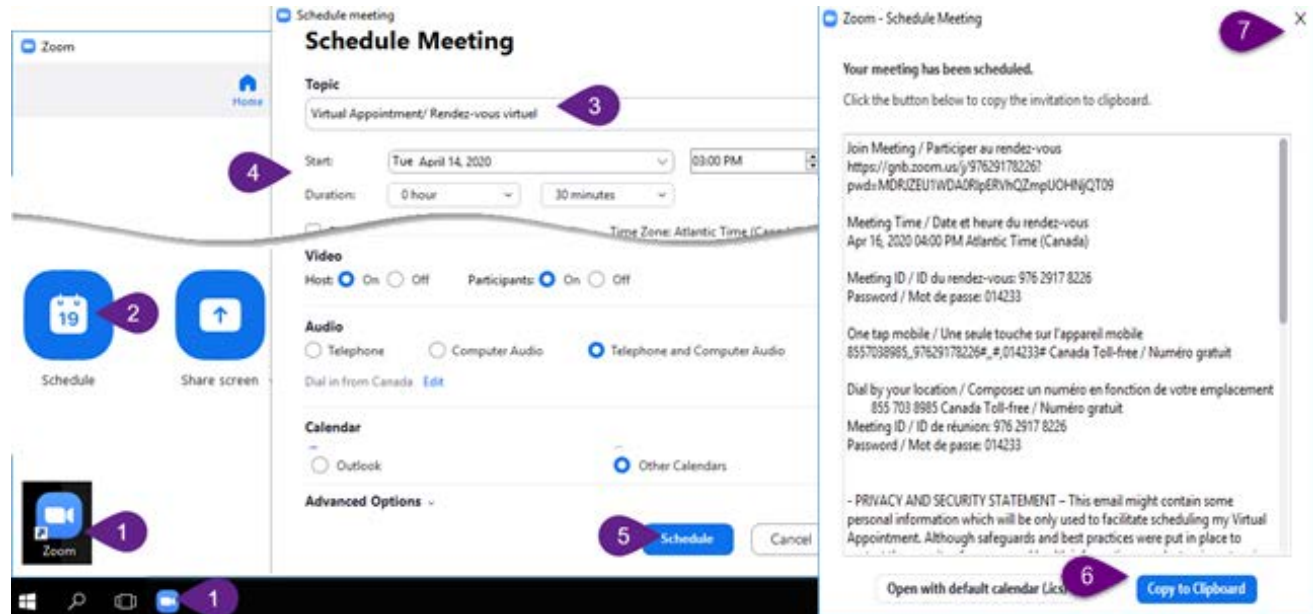 Zoom
Home
2
19
Schedule
Share screen
1
Zoom
1
Schedule meeting
Schedule Meeting
Topic
Virtual Appointment/ Rendez-vous virtuel
3
4
Start:
Tue April 14, 2020
03:00 PM
Duration:
0 hour
30 minutes
Time Zone: Atlantic Time
Video
Host: On Off Participants: On Off
Audio
Telephone Computer Audio Telephone and Computer Audio
Dial in from Canada Edit
Calendar
Outlook Other Calendars
Advanced Options
5
Schedule
Cancel
Zoom - Schedule Meeting
7
X
Your meeting has been scheduled.
Click the button below to copy the invitation to clipboard.
Join Meeting / Participer au rendez-vous
https://gnb.zoom.us/j/97629178226?
pwd=MDRJZEU1WDA0RlpERVhQZmpUOHNjQT09
Meeting Time / Date et heure du rendez-vous
Apr 16, 2020 04:00 PM Atlantic Time (Canada)
Meeting ID / ID du rendez-vous: 976 2917 8226
Password / Mot de passe: 014233
One tap mobile / Une seule touche sur l'appareil mobile
8557038985,,97629178226#,,#,014233# Canada Toll-free / Numéro gratuit
Dial by your location / Composez un numéro en fonction de votre emplacement
855 703 8985 Canada Toll-free / Numéro gratuit
Meeting ID / ID de réunion: 976 2917 8226
Password / Mot de passe: 014233
- PRIVACY AND SECURITY STATEMENT – This email might contain some
personal information which will be only used to facilitate scheduling my Virtual
Appointment. Although safeguards and best practices were put in place to
6
Open with default calendar (.ics)
Copy to Clipboard